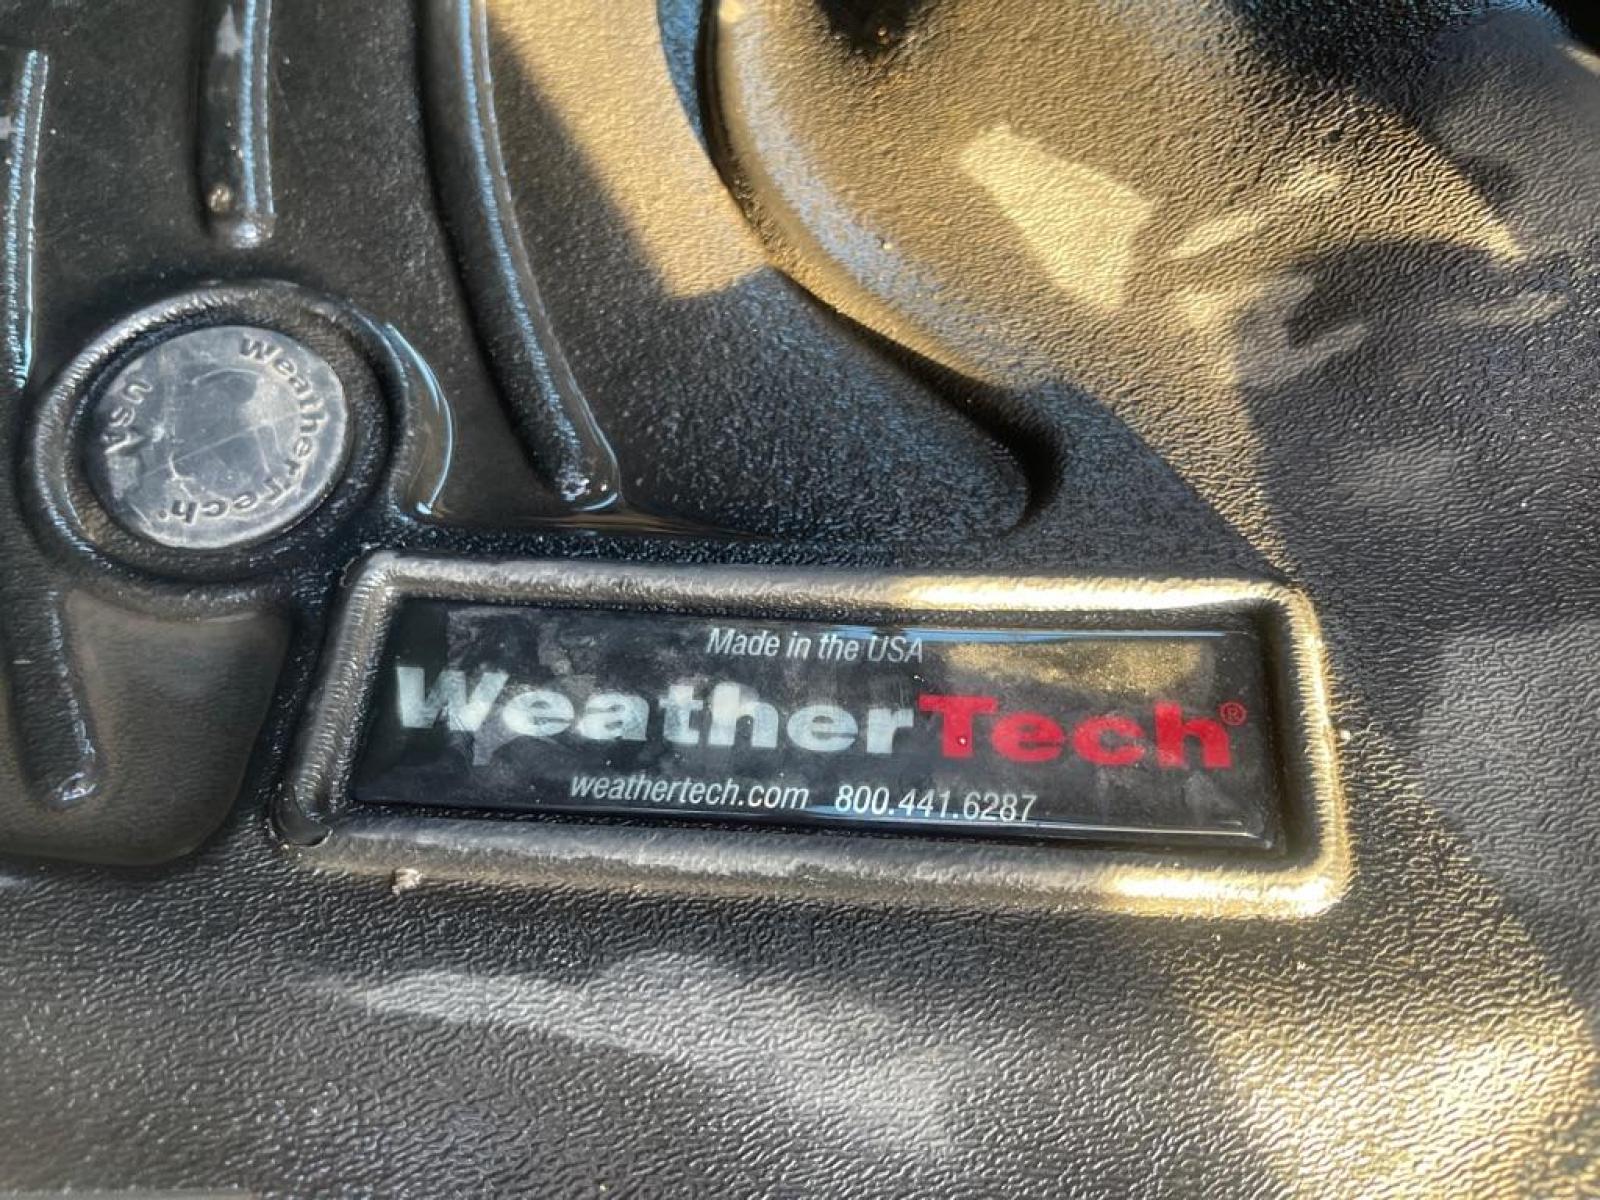 WeatherTech®
USA
Made in the USA
WeatherTech®
weathertech.com 800.441.6287